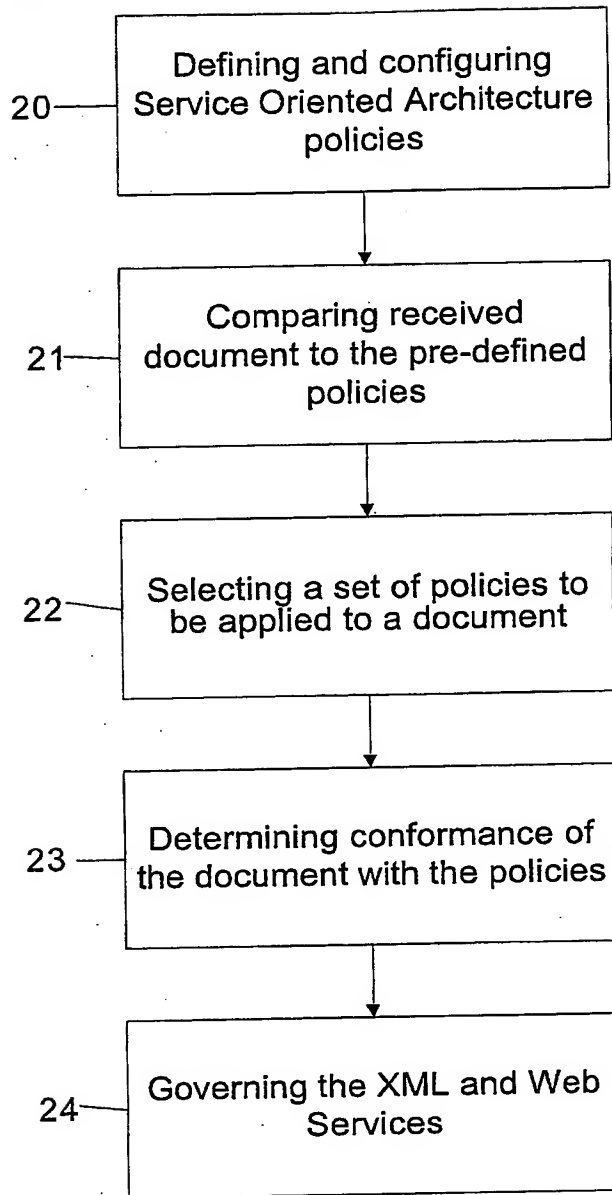 20
Defining and configuring
Service Oriented Architecture
policies
21
Comparing received
document to the pre-defined
policies
22
Selecting a set of policies to
be applied to a document
23
Determining conformance of
the document with the policies
24
Governing the XML and Web
Services